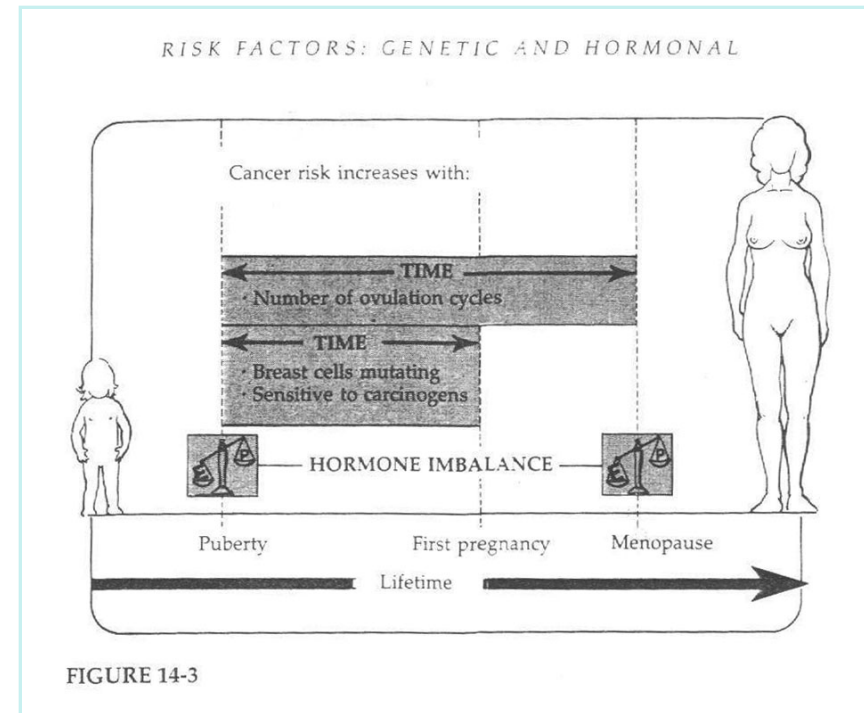 RISK FACTORS: GENETIC AND HORMONAL
Cancer risk increases with:
TIME
· Number of ovulation cycles
TIME
· Breast cells mutating
· Sensitive to carcinogens
E P HORMONE IMBALANCE E P
Puberty First pregnancy Menopause
Lifetime
FIGURE 14-3